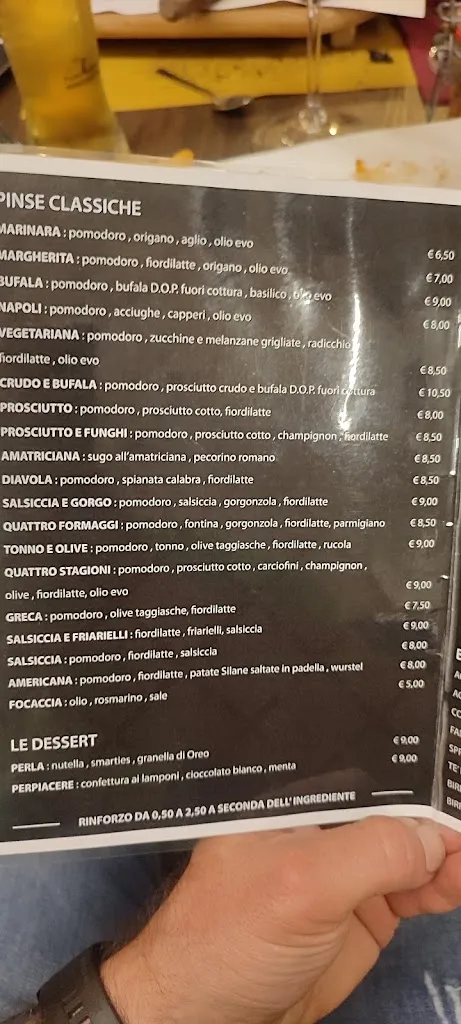 PINSE CLASSICHE
MARINARA : pomodoro , origano , aglio , olio evo € 6,50
MARGHERITA : pomodoro , fiordilatte , origano , olio evo € 7,00
BUFALA : pomodoro , bufala D.O.P. fuori cottura , basilico , olio evo € 9,00
NAPOLI : pomodoro , acciughe , capperi , olio evo € 8,00
VEGETARIANA : pomodoro , zucchine e melanzane grigliate , radicchio
fiordilatte , olio evo € 8,50
CRUDO E BUFALA : pomodoro , prosciutto crudo e bufala D.O.P. fuori cottura € 10,50
PROSCIUTTO : pomodoro , prosciutto cotto, fiordilatte € 8,00
PROSCIUTTO E FUNGHI : pomodoro , prosciutto cotto , champignon , fiordilatte € 8,50
AMATRICIANA : sugo all'amatriciana , pecorino romano € 8,50
DIAVOLA : pomodoro , spianata calabra , fiordilatte € 8,50
SALSICCIA E GORGO : pomodoro , salsiccia , gorgonzola , fiordilatte € 9,00
QUATTRO FORMAGGI : pomodoro , fontina , gorgonzola , fiordilatte, parmigiano € 8,50
TONNO E OLIVE : pomodoro , tonno , olive taggiasche , fiordilatte , rucola € 9,00
QUATTRO STAGIONI : pomodoro , prosciutto cotto , carciofini , champignon ,
olive , fiordilatte, olio evo € 9,00
GRECA : pomodoro , olive taggiasche, fiordilatte € 7,50
SALSICCIA E FRIARIELLI : fiordilatte , friarielli , salsiccia € 9,00
SALSICCIA : pomodoro , fiordilatte , salsiccia € 8,00
AMERICANA : pomodoro , fiordilatte , patate Silane saltate in padella , wurstel € 8,00
FOCACCIA : olio , rosmarino , sale € 5,00
LE DESSERT
PERLA : nutella , smarties , granella di Oreo € 9,00
PERPIACERE : confettura ai lamponi , cioccolato bianco , menta € 9,00
RINFORZO DA 0,50 A 2,50 A SECONDA DELL'INGREDIENTE